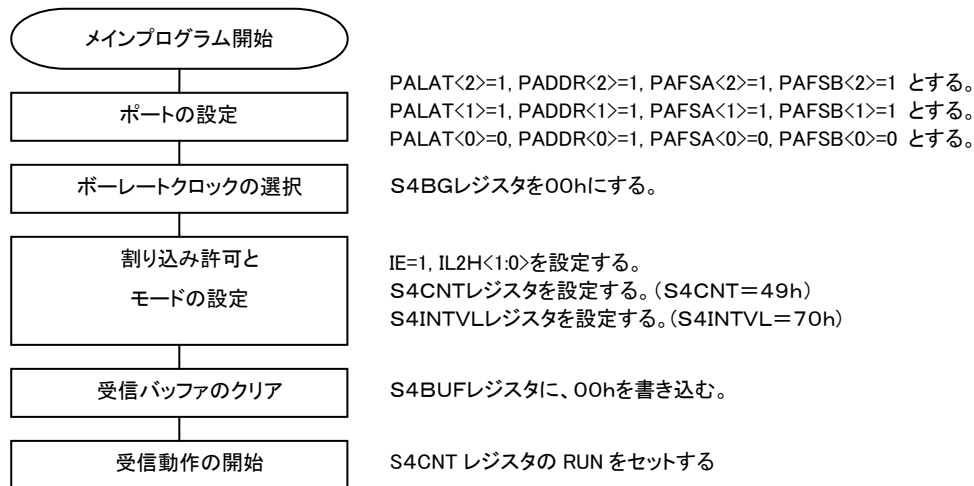 メインプログラム開始
ポートの設定
PALAT<2>=1, PADDR<2>=1, PAFSA<2>=1, PAFSB<2>=1 とする。
PALAT<1>=1, PADDR<1>=1, PAFSA<1>=1, PAFSB<1>=1 とする。
PALAT<0>=0, PADDR<0>=1, PAFSA<0>=0, PAFSB<0>=0 とする。
ボーレートクロックの選択
S4BGレジスタを00hにする。
割り込み許可と
モードの設定
IE=1, IL2H<1:0>を設定する。
S4CNTレジスタを設定する。(S4CNT=49h)
S4INTVLレジスタを設定する。(S4INTVL=70h)
受信バッファのクリア
S4BUFレジスタに、00hを書き込む。
受信動作の開始
S4CNT レジスタの RUN をセットする